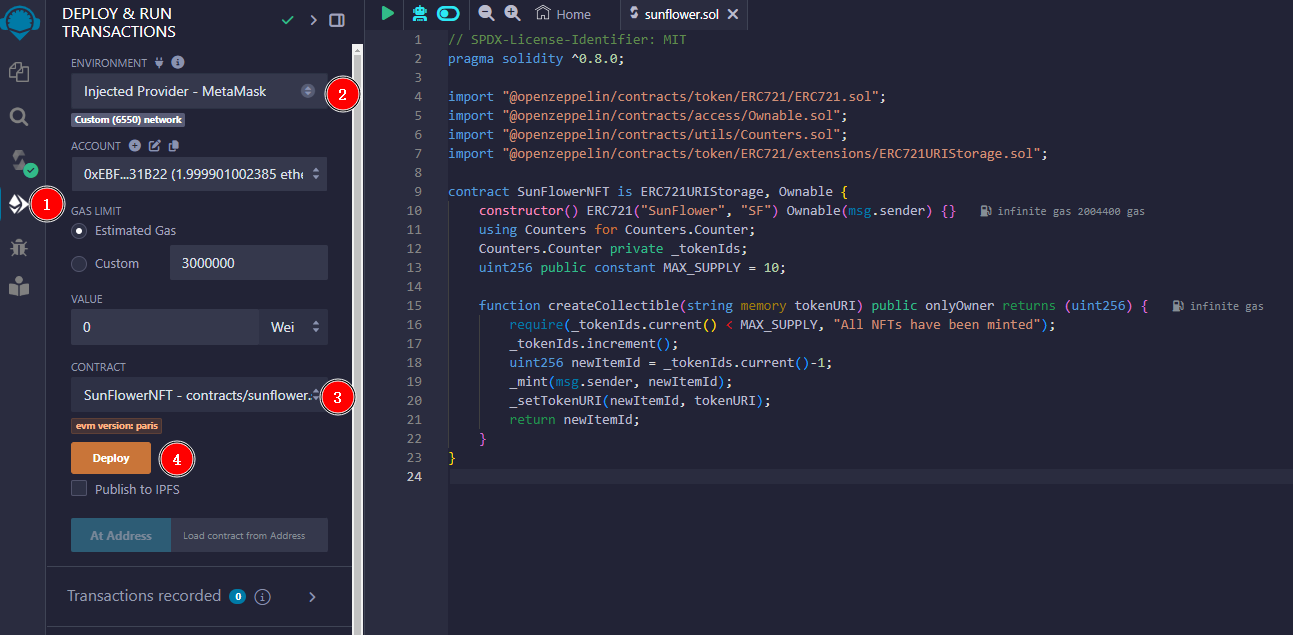 DEPLOY & RUN
TRANSACTIONS
ENVIRONMENT
Injected Provider - MetaMask
2
Custom (6550) network
ACCOUNT
0xEBF...31B22 (1.999901002385 ethe
1
GAS LIMIT
Estimated Gas
Custom
3000000
VALUE
0
Wei
CONTRACT
SunFlowerNFT - contracts/sunflower.
3
evm version: paris
Deploy
4
Publish to IPFS
At Address
Load contract from Address
Transactions recorded 0 i
Home
sunflower.sol
1 // SPDX-License-Identifier: MIT
2 pragma solidity ^0.8.0;
3
4 import "@openzeppelin/contracts/token/ERC721/ERC721.sol";
5 import "@openzeppelin/contracts/access/Ownable.sol";
6 import "@openzeppelin/contracts/utils/Counters.sol";
7 import "@openzeppelin/contracts/token/ERC721/extensions/ERC721URIStorage.sol";
8
9 contract SunFlowerNFT is ERC721URIStorage, Ownable {
10 constructor() ERC721("SunFlower", "SF") Ownable(msg.sender) {} infinite gas 2004400 gas
11 using Counters for Counters.Counter;
12 Counters.Counter private _tokenIds;
13 uint256 public constant MAX_SUPPLY = 10;
14
15 function createCollectible(string memory tokenURI) public onlyOwner returns (uint256) { infinite gas
16 require(_tokenIds.current() < MAX_SUPPLY, "All NFTs have been minted");
17 _tokenIds.increment();
18 uint256 newItemId = _tokenIds.current()-1;
19 _mint(msg.sender, newItemId);
20 _setTokenURI(newItemId, tokenURI);
21 return newItemId;
22 }
23 }
24